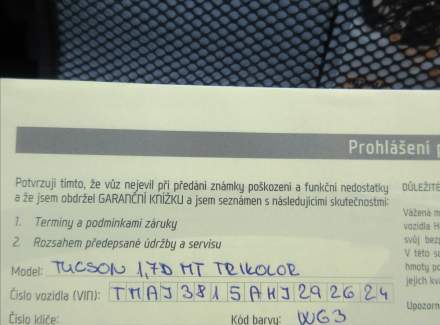 Prohlášení
Potvrzuji tímto, že vůz nejevil při předání známky poškození a funkční nedostatky
a že jsem obdržel GARANČNÍ KNÍŽKU a jsem seznámen s následujícími skutečnostmi:
1. Termíny a podmínkami záruky
2. Rozsahem předepsané údržby a servisu
Model: TUCSON 1,7D MT TRIKOLOR
Číslo vozidla (VIN): TMAJ3815AHJ292624
Číslo klíče: Kód barvy: WG3
DŮLEŽITÉ
Vážená
vozidla H
svůj bezp
V této
hmoty
jejich
Upozorn